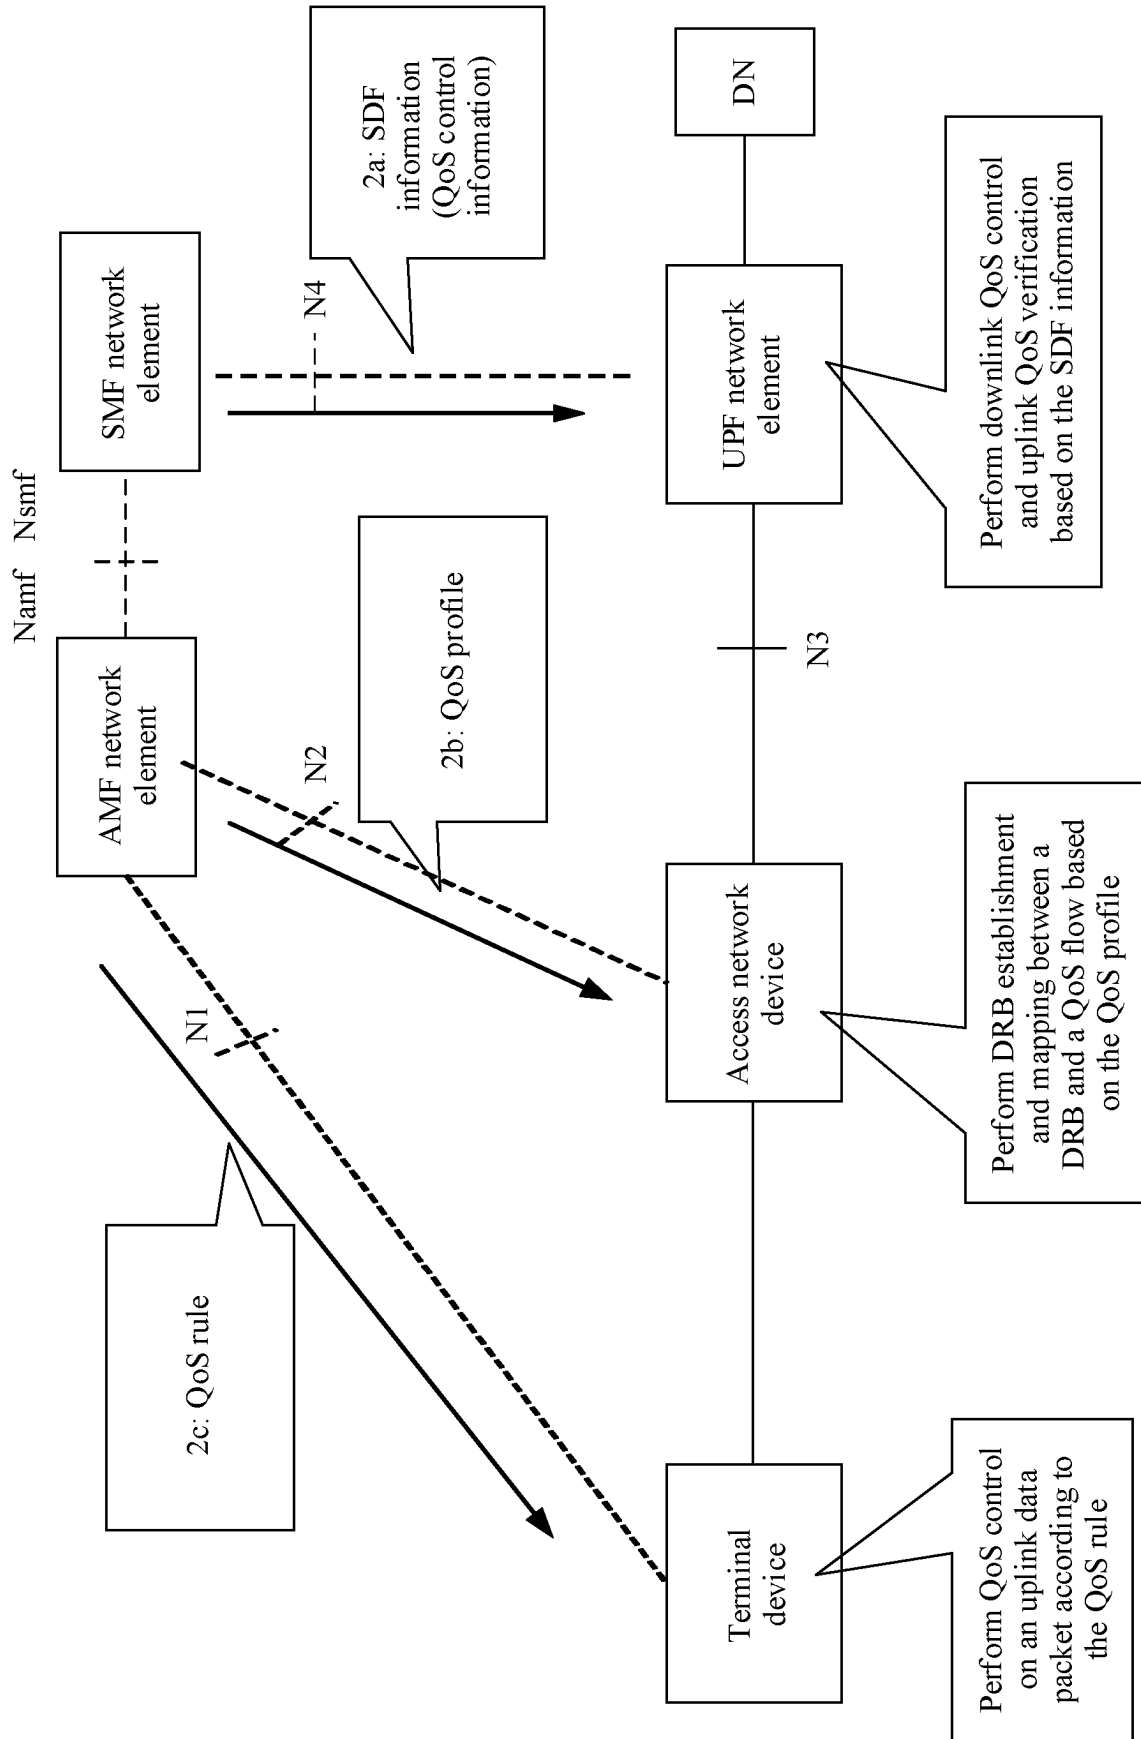 Namf
Nsmf
AMF network
element
SMF network
element
2c: QoS rule
N1
N2
N4
2b: QoS profile
2a: SDF
information
(QoS control
information)
Terminal
device
Access network
device
N3
UPF network
element
DN
Perform QoS control
on an uplink data
packet according to
the QoS rule
Perform DRB establishment
and mapping between a
DRB and a QoS flow based
on the QoS profile
Perform downlink QoS control
and uplink QoS verification
based on the SDF information